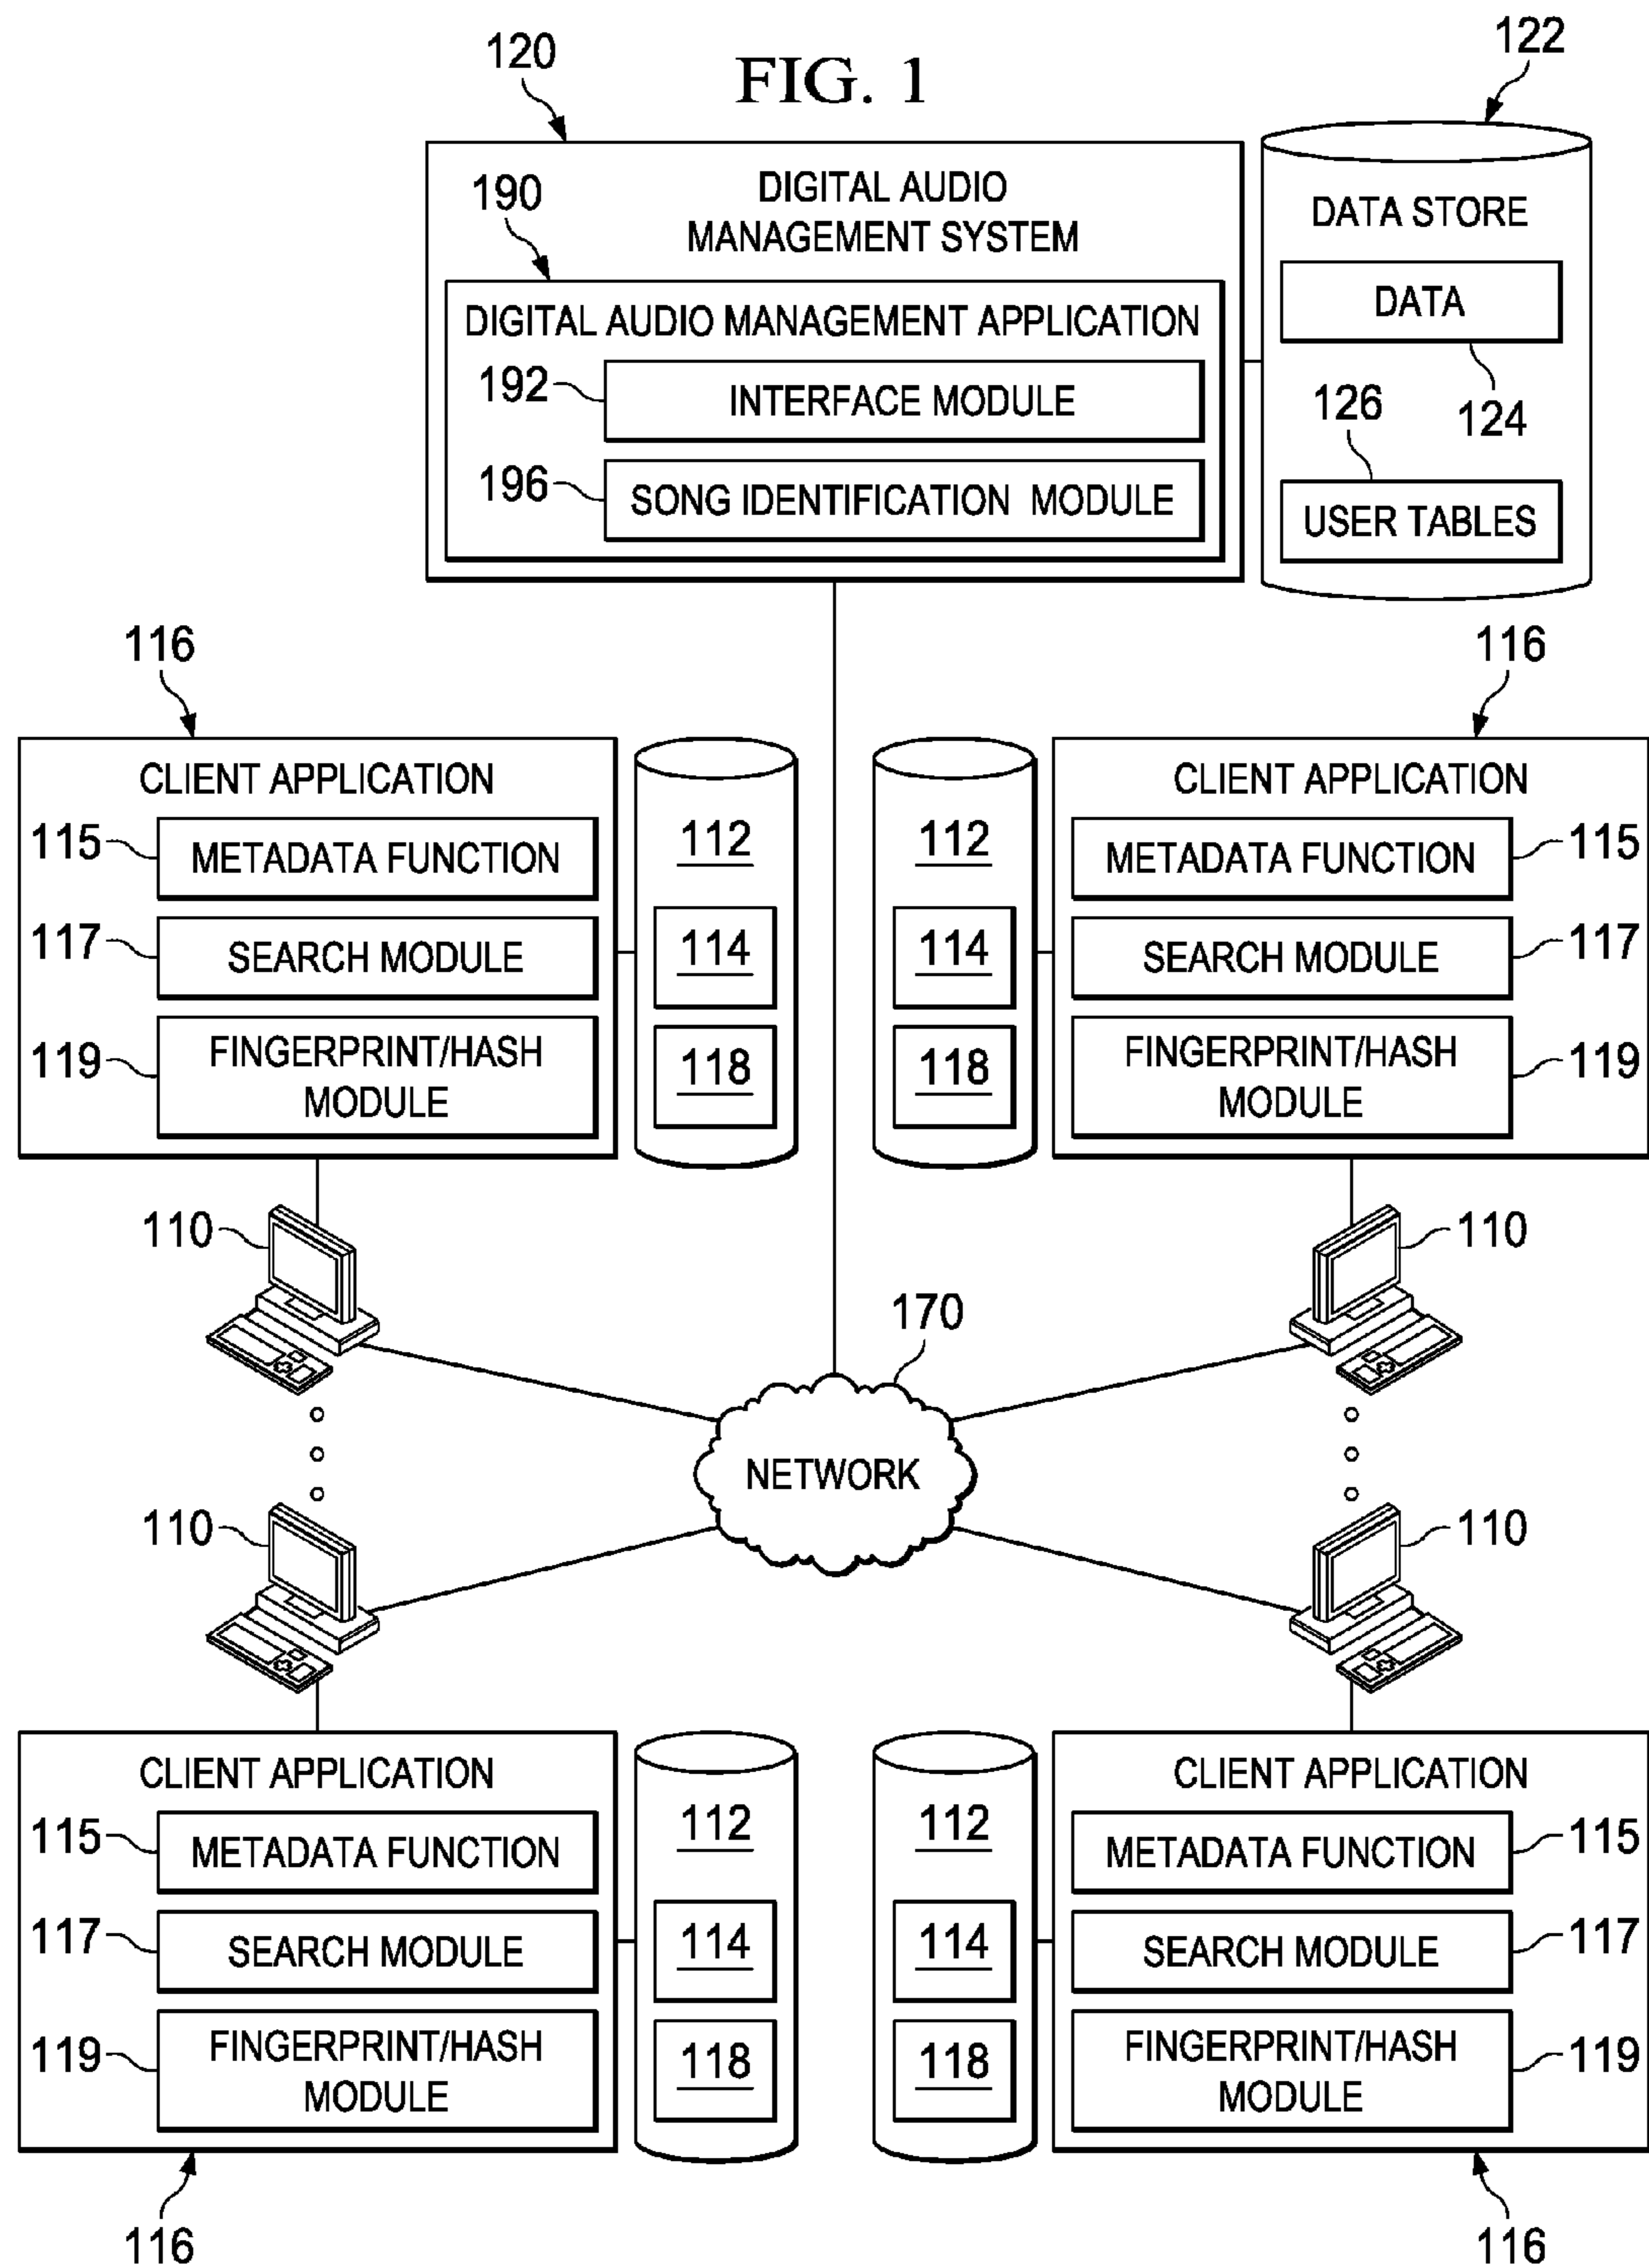 FIG. 1
120
122
190
DIGITAL AUDIO
MANAGEMENT SYSTEM
DATA STORE
DIGITAL AUDIO MANAGEMENT APPLICATION
DATA
192
INTERFACE MODULE
126
124
196
SONG IDENTIFICATION MODULE
USER TABLES
116
116
CLIENT APPLICATION
115
METADATA FUNCTION
117
SEARCH MODULE
119
FINGERPRINT/HASH
MODULE
112
114
118
112
114
118
CLIENT APPLICATION
METADATA FUNCTION
115
SEARCH MODULE
117
FINGERPRINT/HASH
MODULE
119
110
110
170
NETWORK
110
110
CLIENT APPLICATION
115
METADATA FUNCTION
117
SEARCH MODULE
119
FINGERPRINT/HASH
MODULE
112
114
118
112
114
118
CLIENT APPLICATION
METADATA FUNCTION
115
SEARCH MODULE
117
FINGERPRINT/HASH
MODULE
119
116
116